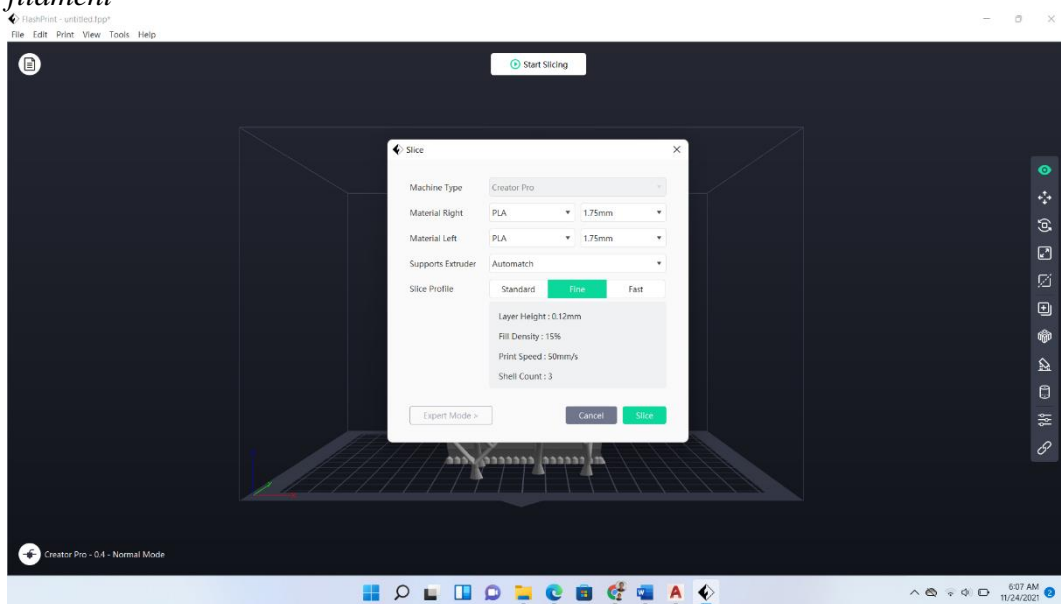 filament
FlashPrint - untitled.fpp*
File Edit Print View Tools Help
Start Slicing
Slice
Machine Type Creator Pro
Material Right PLA 1.75mm
Material Left PLA 1.75mm
Supports Extruder Automatch
Slice Profile Standard Fine Fast
Layer Height : 0.12mm
Fill Density : 15%
Print Speed : 50mm/s
Shell Count : 3
Expert Mode > Cancel Slice
Creator Pro - 0.4 - Normal Mode
6:07 AM
11/24/2021 2